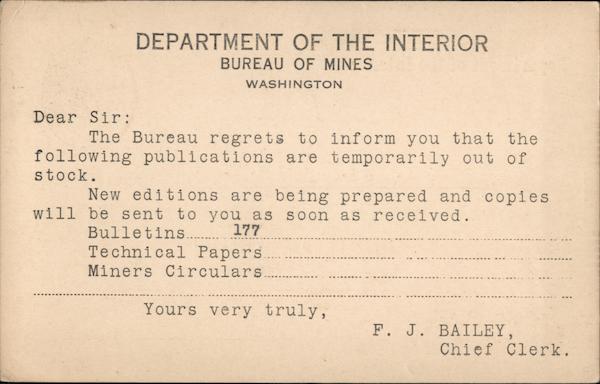 DEPARTMENT OF THE INTERIOR
BUREAU OF MINES
WASHINGTON
Dear Sir:
The Bureau regrets to inform you that the
following publications are temporarily out of
stock.
New editions are being prepared and copies
will be sent to you as soon as received.
Bulletins 177
Technical Papers
Miners Circulars
Yours very truly,
F. J. BAILEY,
Chief Clerk.